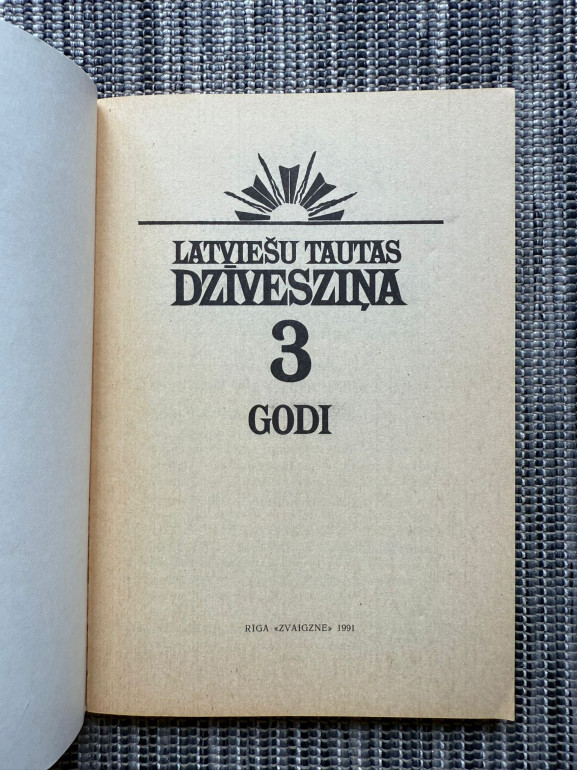 LATVIEŠU TAUTAS
DZĪVESZIŅA
3
GODI
RĪGA «ZVAIGZNE» 1991